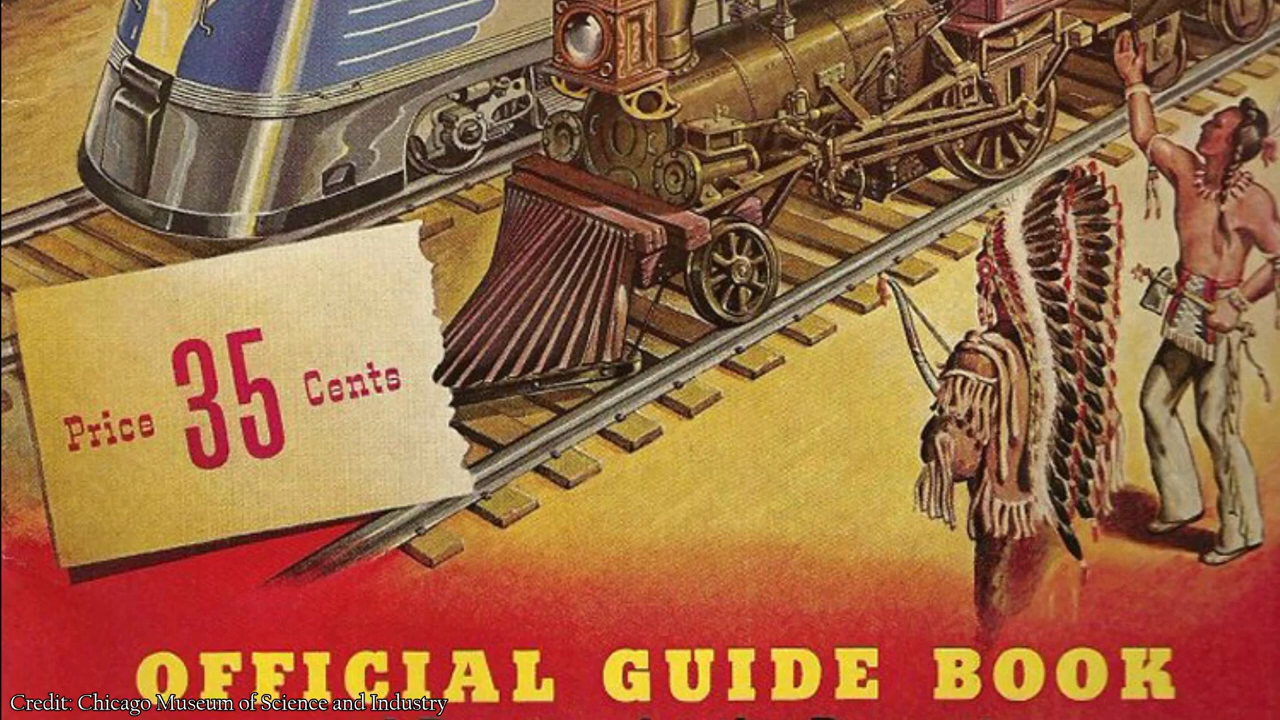 Price 35 Cents
OFFICIAL GUIDE BOOK
Credit: Chicago Museum of Science and Industry